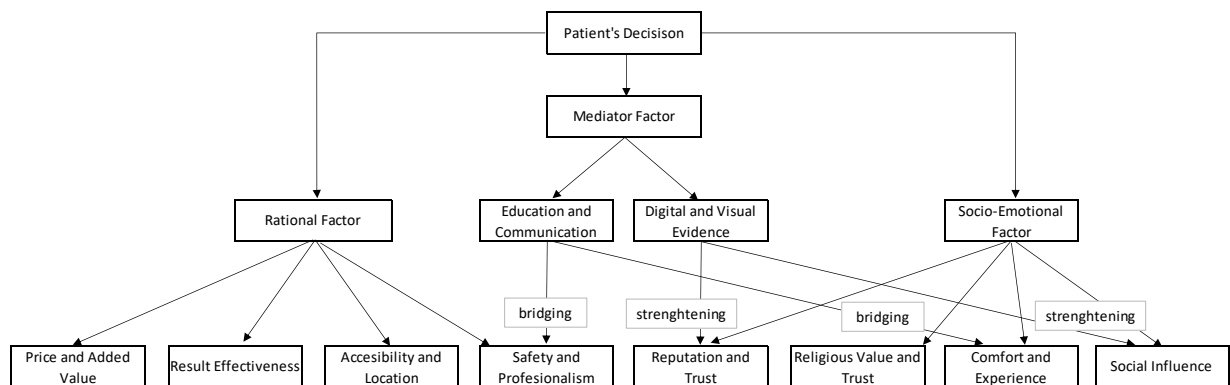 Patient's Decisison
Mediator Factor
Rational Factor
Education and
Communication
Digital and Visual
Evidence
Socio-Emotional
Factor
bridging
strenghtening
bridging
strenghtening
Price and Added
Value
Result Effectiveness
Accesibility and
Location
Safety and
Profesionalism
Reputation and
Trust
Religious Value and
Trust
Comfort and
Experience
Social Influence